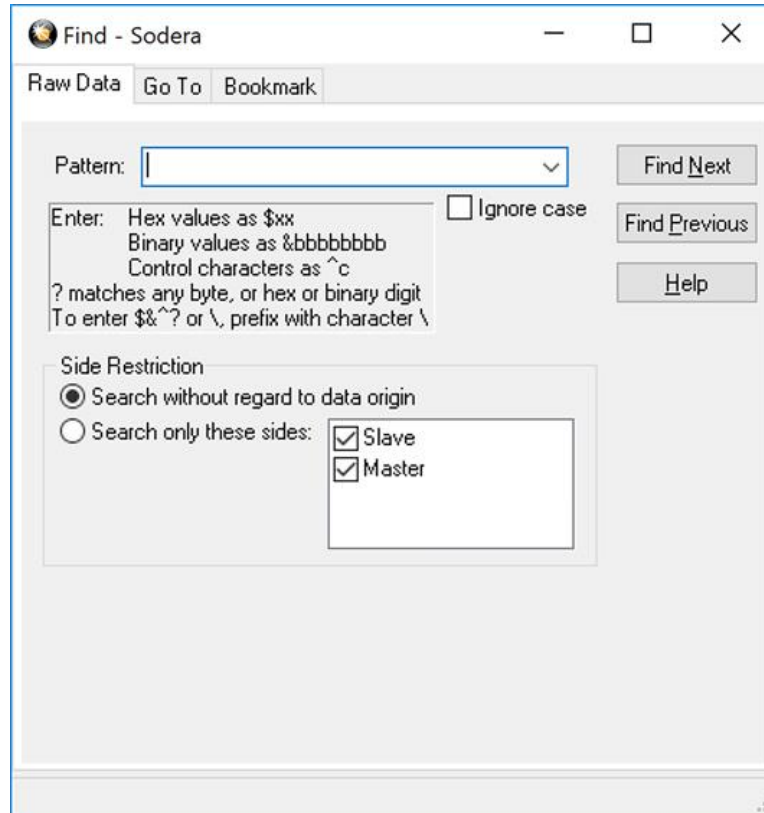 Find - Sodera
Raw Data Go To Bookmark
Pattern:
Find Next
Ignore case
Find Previous
Help
Enter: Hex values as $xx
Binary values as &bbbbbbbb
Control characters as ^c
? matches any byte, or hex or binary digit
To enter $&^? or \, prefix with character \
Side Restriction
Search without regard to data origin
Search only these sides:
Slave
Master